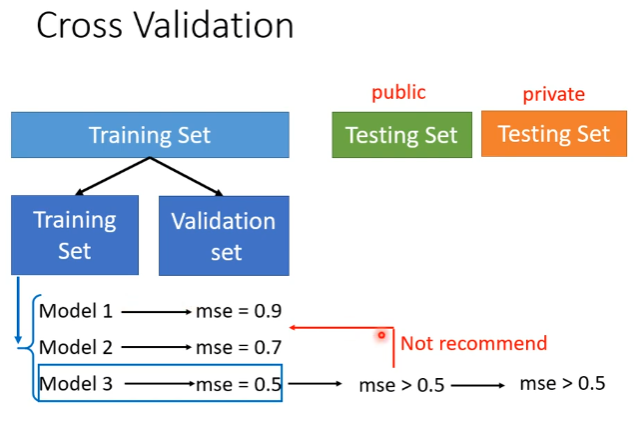 Cross Validation
public
private
Training Set
Testing Set
Testing Set
Training
Set
Validation
set
Model 1
mse = 0.9
Model 2
mse = 0.7
Not recommend
Model 3
mse = 0.5
mse > 0.5
mse > 0.5